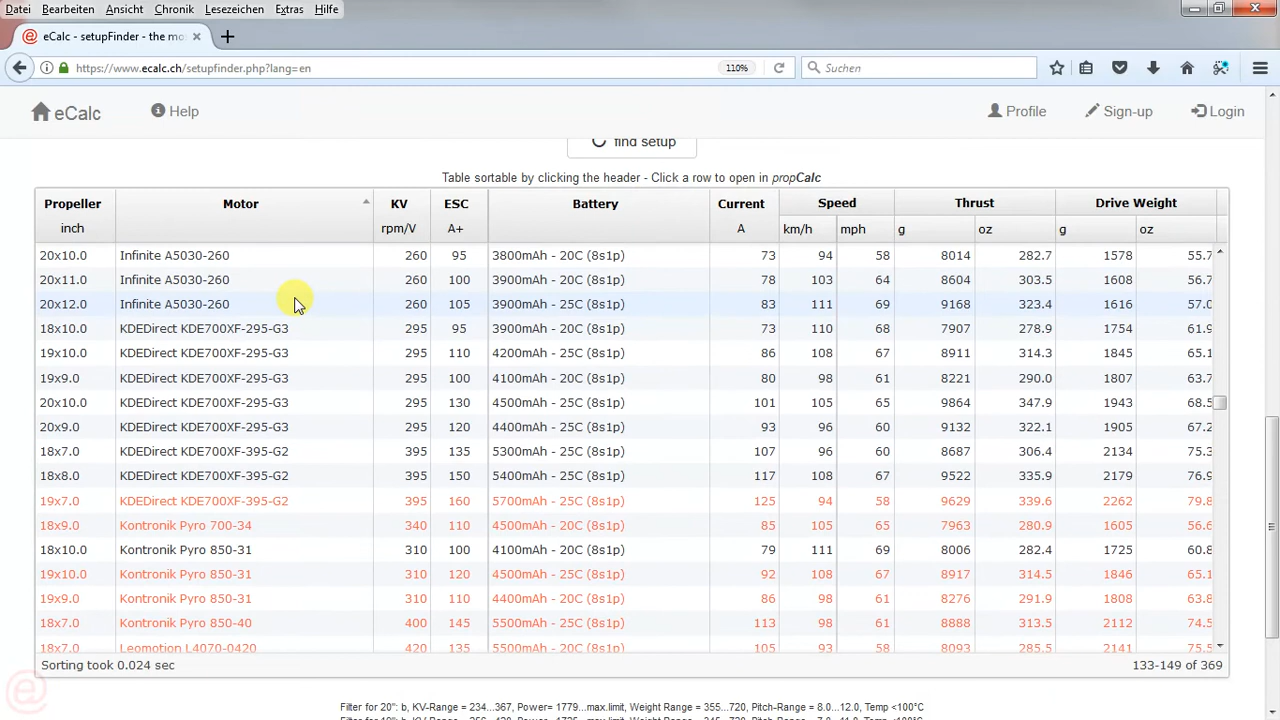 Datei Bearbeiten Ansicht Chronik Lesezeichen Extras Hilfe
eCalc - setupFinder - the mo
https://www.ecalc.ch/setupfinder.php?lang=en 110% Suchen
eCalc Help Profile Sign-up Login
find setup
Table sortable by clicking the header - Click a row to open in propCalc
Propeller Motor KV ESC Battery Current Speed Thrust Drive Weight
inch rpm/V A+ A km/h mph g oz g oz
20x10.0 Infinite A5030-260 260 95 3800mAh - 20C (8s1p) 73 94 58 8014 282.7 1578 55.7
20x11.0 Infinite A5030-260 260 100 3900mAh - 20C (8s1p) 78 103 64 8604 303.5 1608 56.7
20x12.0 Infinite A5030-260 260 105 3900mAh - 25C (8s1p) 83 111 69 9168 323.4 1616 57.0
18x10.0 KDEDirect KDE700XF-295-G3 295 95 3900mAh - 20C (8s1p) 73 110 68 7907 278.9 1754 61.9
19x10.0 KDEDirect KDE700XF-295-G3 295 110 4200mAh - 25C (8s1p) 86 108 67 8911 314.3 1845 65.1
19x9.0 KDEDirect KDE700XF-295-G3 295 100 4100mAh - 20C (8s1p) 80 98 61 8221 290.0 1807 63.7
20x10.0 KDEDirect KDE700XF-295-G3 295 130 4500mAh - 25C (8s1p) 101 105 65 9864 347.9 1943 68.5
20x9.0 KDEDirect KDE700XF-295-G3 295 120 4400mAh - 25C (8s1p) 93 96 60 9132 322.1 1905 67.2
18x7.0 KDEDirect KDE700XF-395-G2 395 135 5300mAh - 25C (8s1p) 107 96 60 8687 306.4 2134 75.3
18x8.0 KDEDirect KDE700XF-395-G2 395 150 5400mAh - 25C (8s1p) 117 108 67 9522 335.9 2179 76.9
19x7.0 KDEDirect KDE700XF-395-G2 395 160 5700mAh - 25C (8s1p) 125 94 58 9629 339.6 2262 79.8
18x9.0 Kontronik Pyro 700-34 340 110 4500mAh - 20C (8s1p) 85 105 65 7963 280.9 1605 56.6
18x10.0 Kontronik Pyro 850-31 310 100 4100mAh - 20C (8s1p) 79 111 69 8006 282.4 1725 60.8
19x10.0 Kontronik Pyro 850-31 310 120 4500mAh - 25C (8s1p) 92 108 67 8917 314.5 1846 65.1
19x9.0 Kontronik Pyro 850-31 310 110 4400mAh - 20C (8s1p) 86 98 61 8276 291.9 1808 63.8
18x7.0 Kontronik Pyro 850-40 400 145 5500mAh - 25C (8s1p) 113 98 61 8888 313.5 2112 74.5
18x7.0 Leomotion L4070-0420 420 135 5500mAh - 20C (8s1p) 105 93 58 8093 285.5 2141 75.5
Sorting took 0.024 sec 133-149 of 369
Filter for 20": b, KV-Range = 234...367, Power= 1779...max.limit, Weight Range = 355...720, Pitch-Range = 8.0...12.0, Temp <100°C